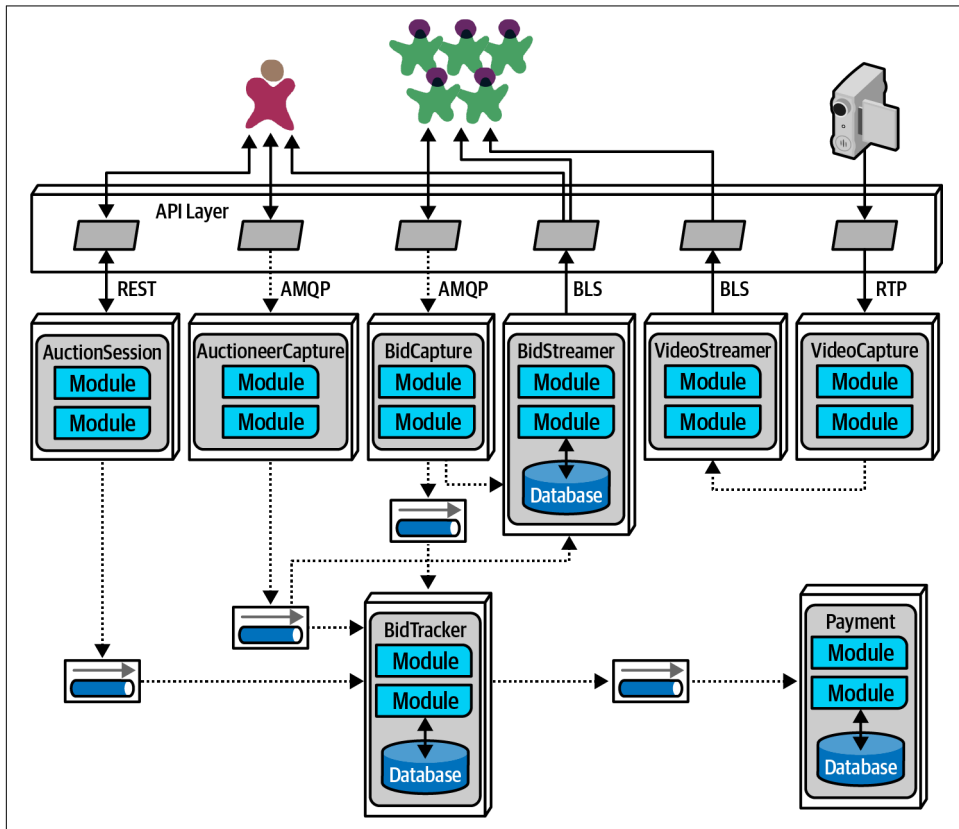 API Layer
REST
AMQP
AMQP
BLS
BLS
RTP
AuctionSession
Module
Module
AuctioneerCapture
Module
Module
BidCapture
Module
Module
BidStreamer
Module
Module
Database
VideoStreamer
Module
Module
VideoCapture
Module
Module
BidTracker
Module
Module
Database
Payment
Module
Module
Database